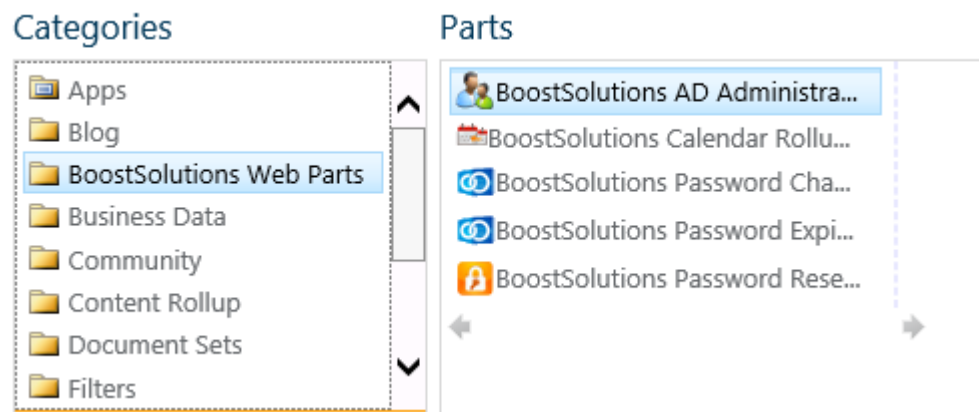 Categories
Apps
Blog
BoostSolutions Web Parts
Business Data
Community
Content Rollup
Document Sets
Filters
Parts
BoostSolutions AD Administra...
BoostSolutions Calendar Rollu...
BoostSolutions Password Cha...
BoostSolutions Password Expi...
BoostSolutions Password Rese...